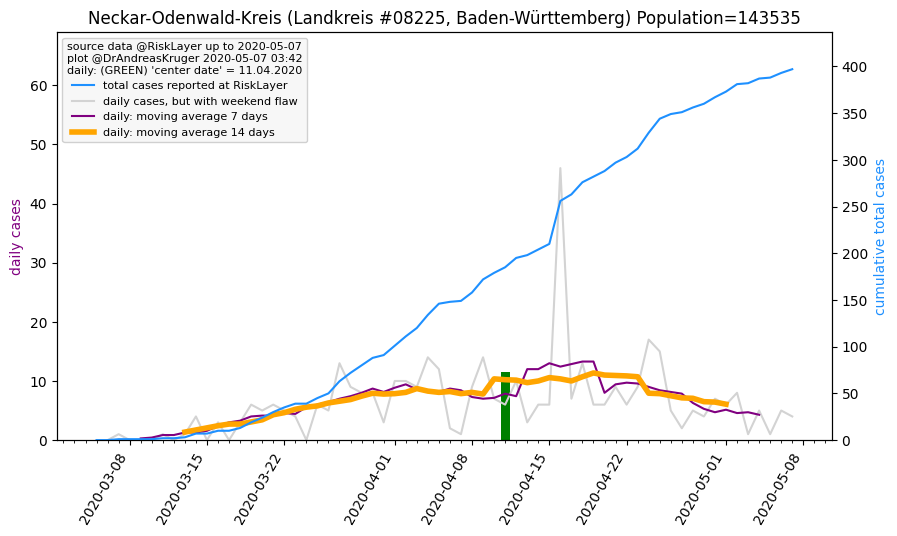 Neckar-Odenwald-Kreis (Landkreis #08225, Baden-Württemberg) Population=143535
source data @RiskLayer up to 2020-05-07
plot @DrAndreasKruger 2020-05-07 03:42
daily: (GREEN) 'center date' = 11.04.2020
total cases reported at RiskLayer
daily cases, but with weekend flaw
daily: moving average 7 days
daily: moving average 14 days
daily cases
60
50
40
30
20
10
0
cumulative total cases
400
350
300
250
200
150
100
50
0
2020-03-08
2020-03-15
2020-03-22
2020-04-01
2020-04-08
2020-04-15
2020-04-22
2020-05-01
2020-05-08